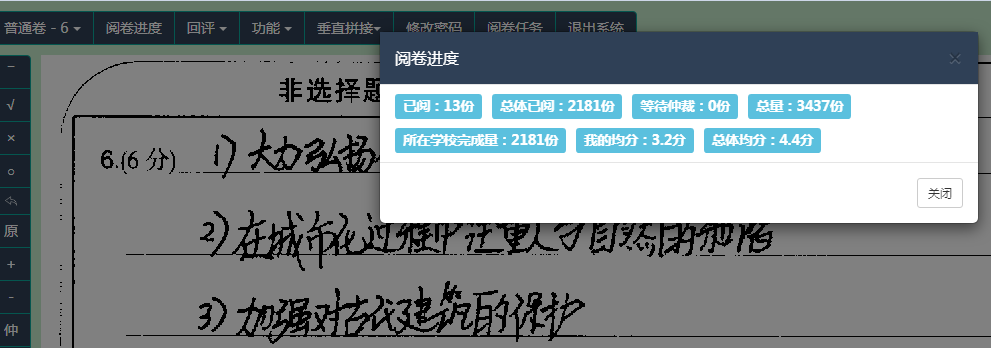 普通卷 - 6 阅卷进度 回评 功能 垂直拼接 修改密码 阅卷任务 退出系统
阅卷进度 ×
已阅：13份 总体已阅：2181份 等待仲裁：0份 总量：3437份
所在学校完成量：2181份 我的均分：3.2分 总体均分：4.4分
关闭
−
√
×
○
原
+
-
仲
非选择题
6.(6 分) 1) 大力弘扬
2) 在城市化过程中注重人与自然的和谐
3) 加强对古代建筑的保护